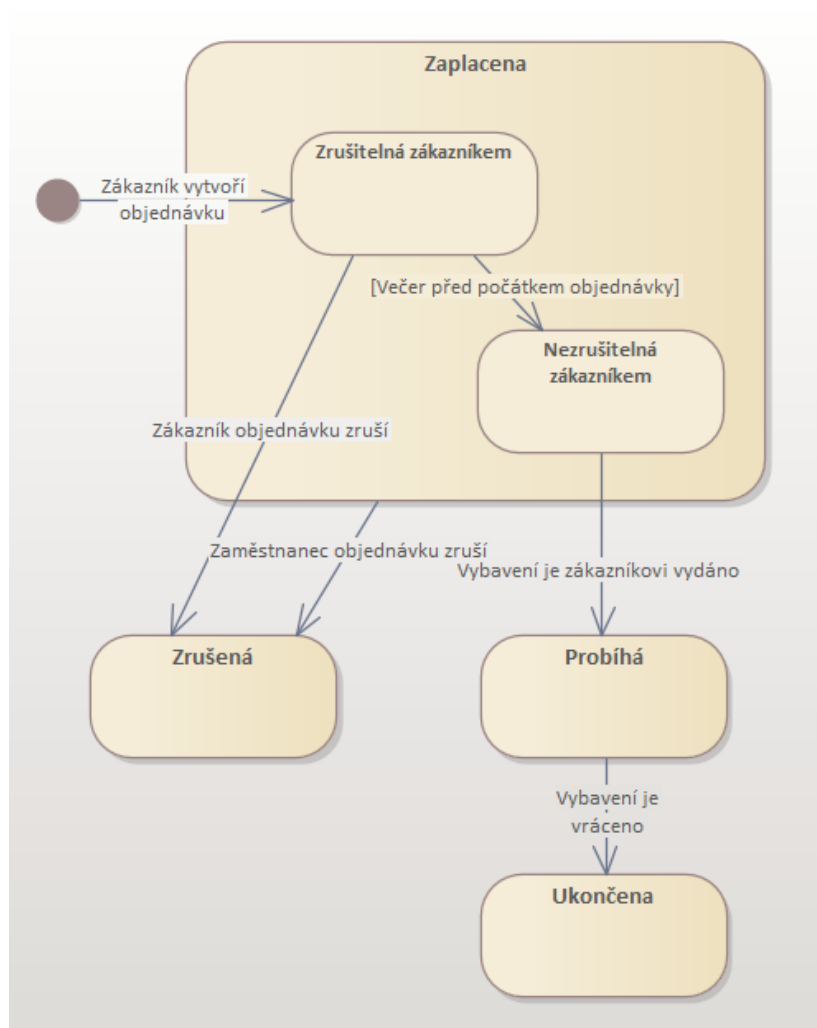 Zaplacena
Zrušitelná zákazníkem
Zákazník vytvoří
objednávku
[Večer před počátkem objednávky]
Nezrušitelná
zákazníkem
Zákazník objednávku zruší
Zaměstnanec objednávku zruší
Vybavení je zákazníkovi vydáno
Zrušená
Probíhá
Vybavení je
vráceno
Ukončena